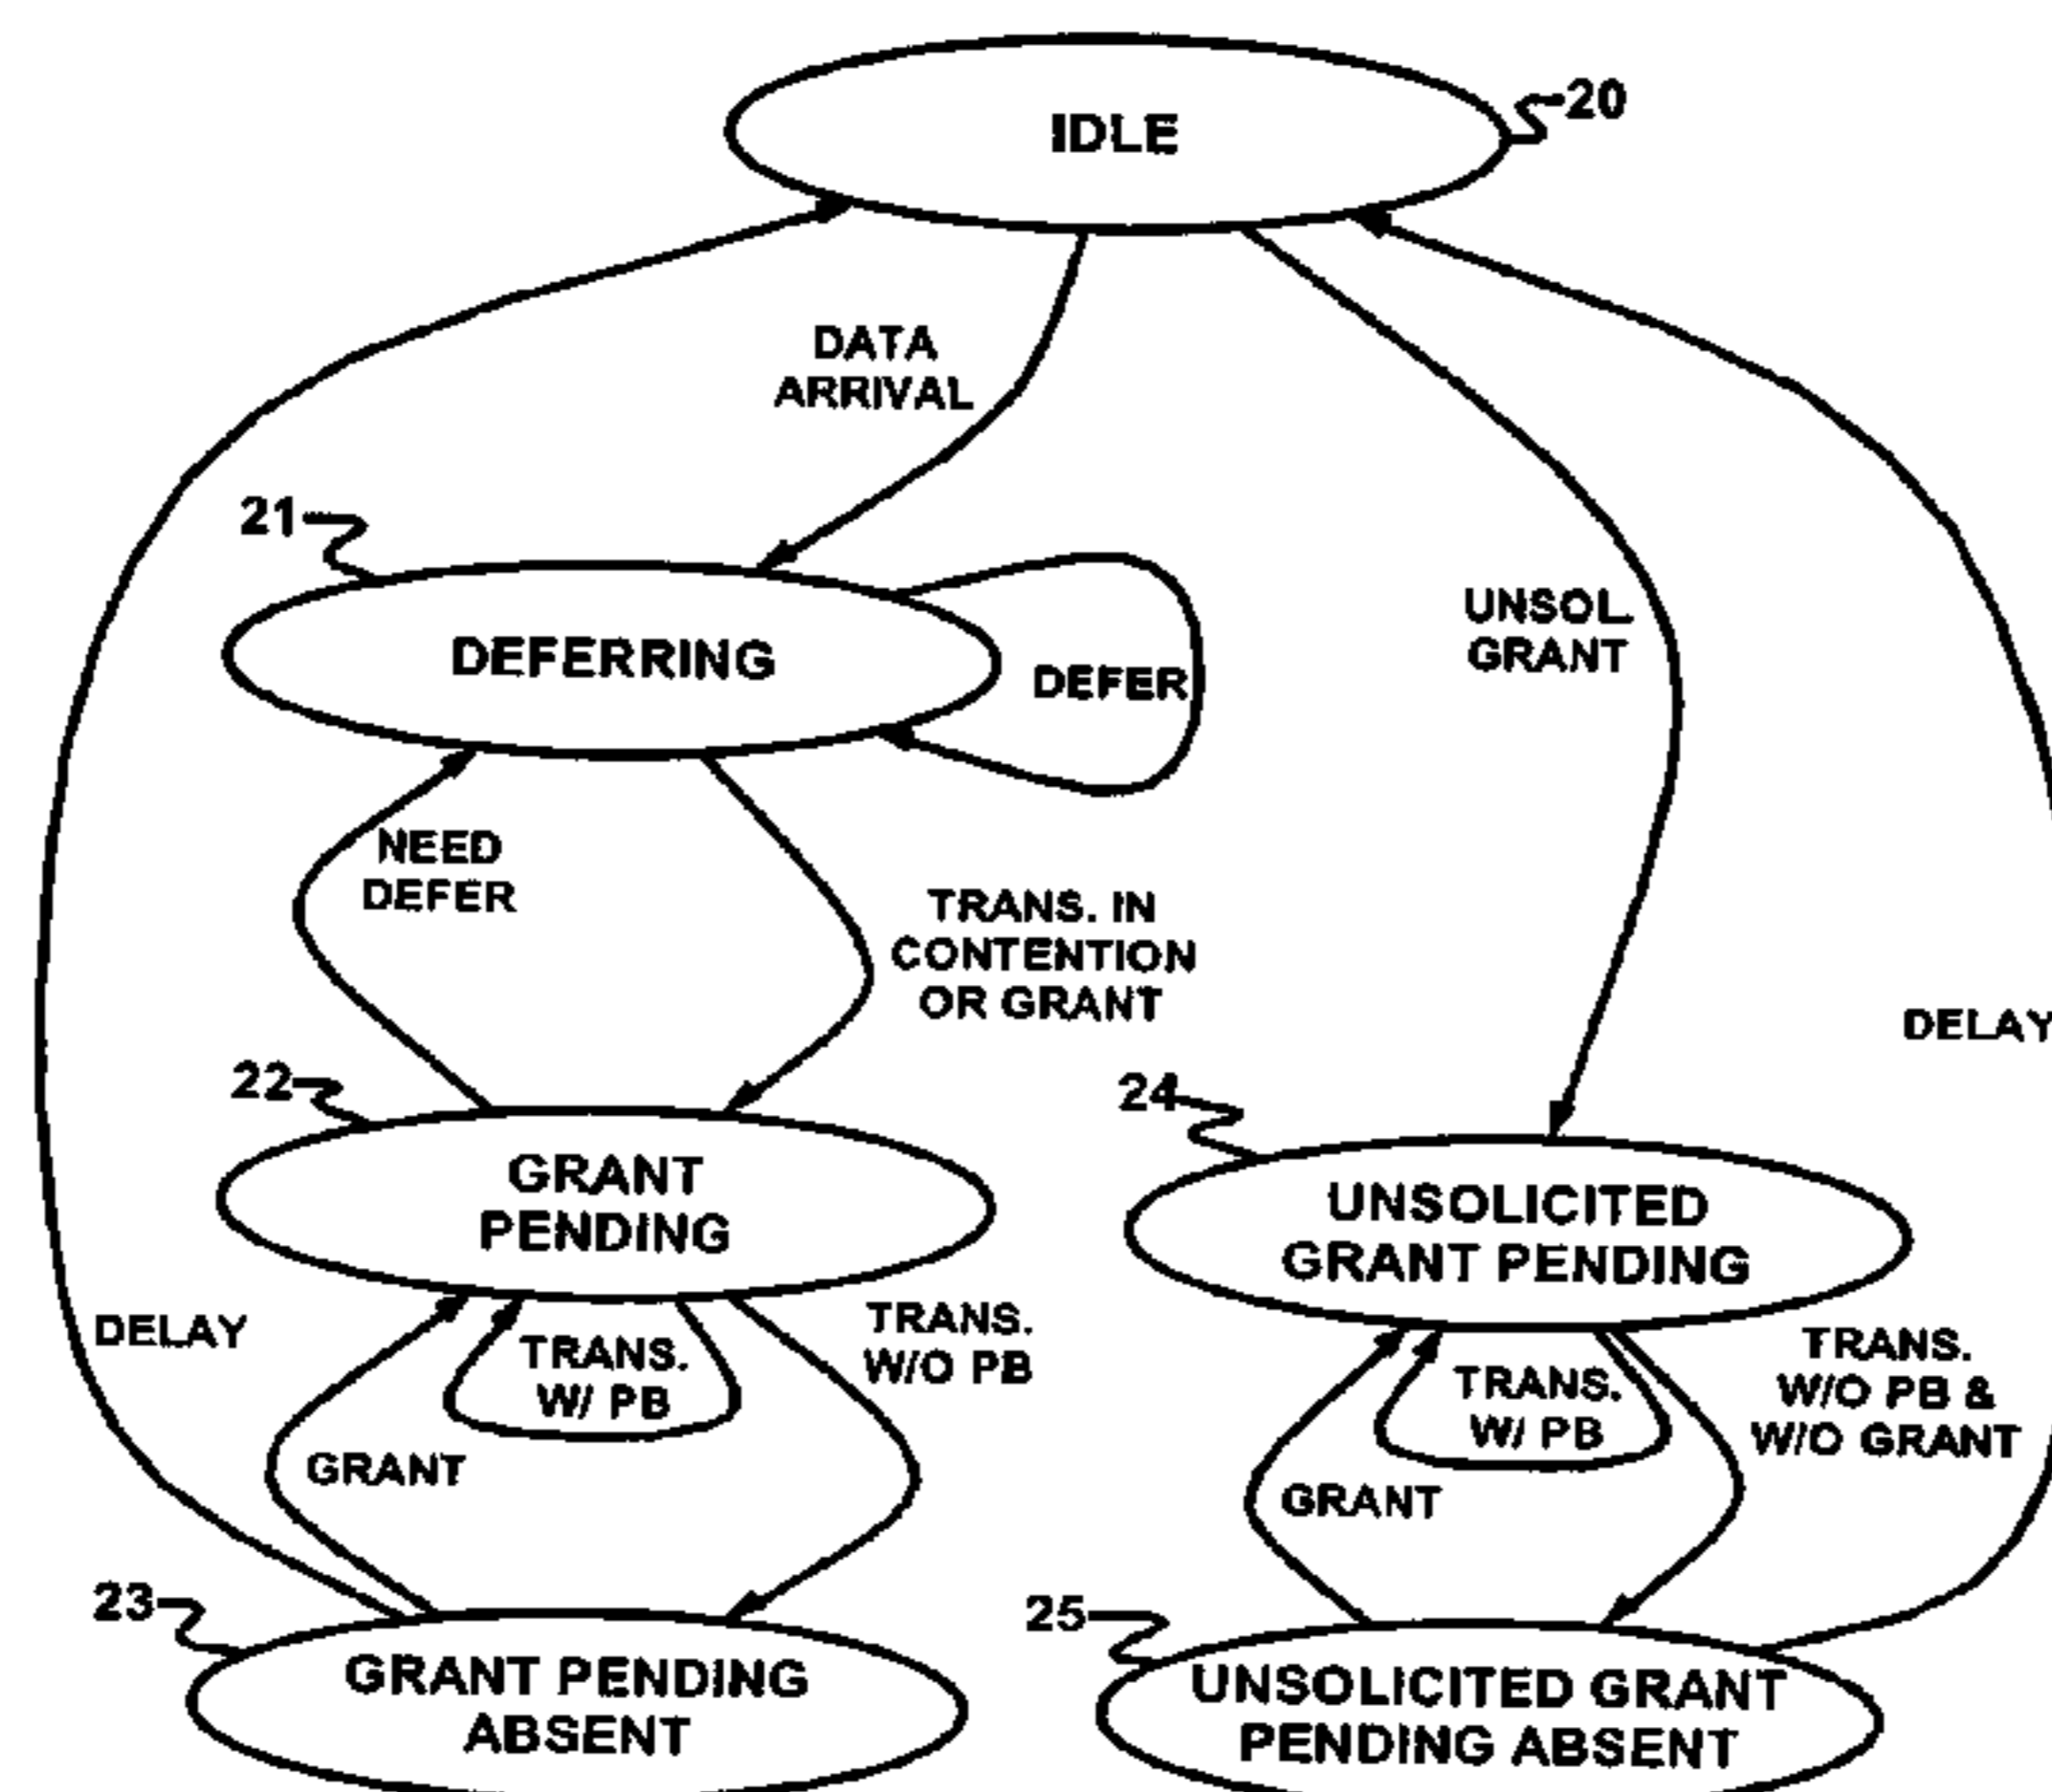 IDLE
20
DATA
ARRIVAL
21
DEFERRING
DEFER
UNSOL.
GRANT
NEED
DEFER
TRANS. IN
CONTENTION
OR GRANT
DELAY
22
GRANT
PENDING
24
UNSOLICITED
GRANT PENDING
DELAY
TRANS.
W/ PB
TRANS.
W/O PB
GRANT
TRANS.
W/ PB
TRANS.
W/O PB &
W/O GRANT
GRANT
23
GRANT PENDING
ABSENT
25
UNSOLICITED GRANT
PENDING ABSENT